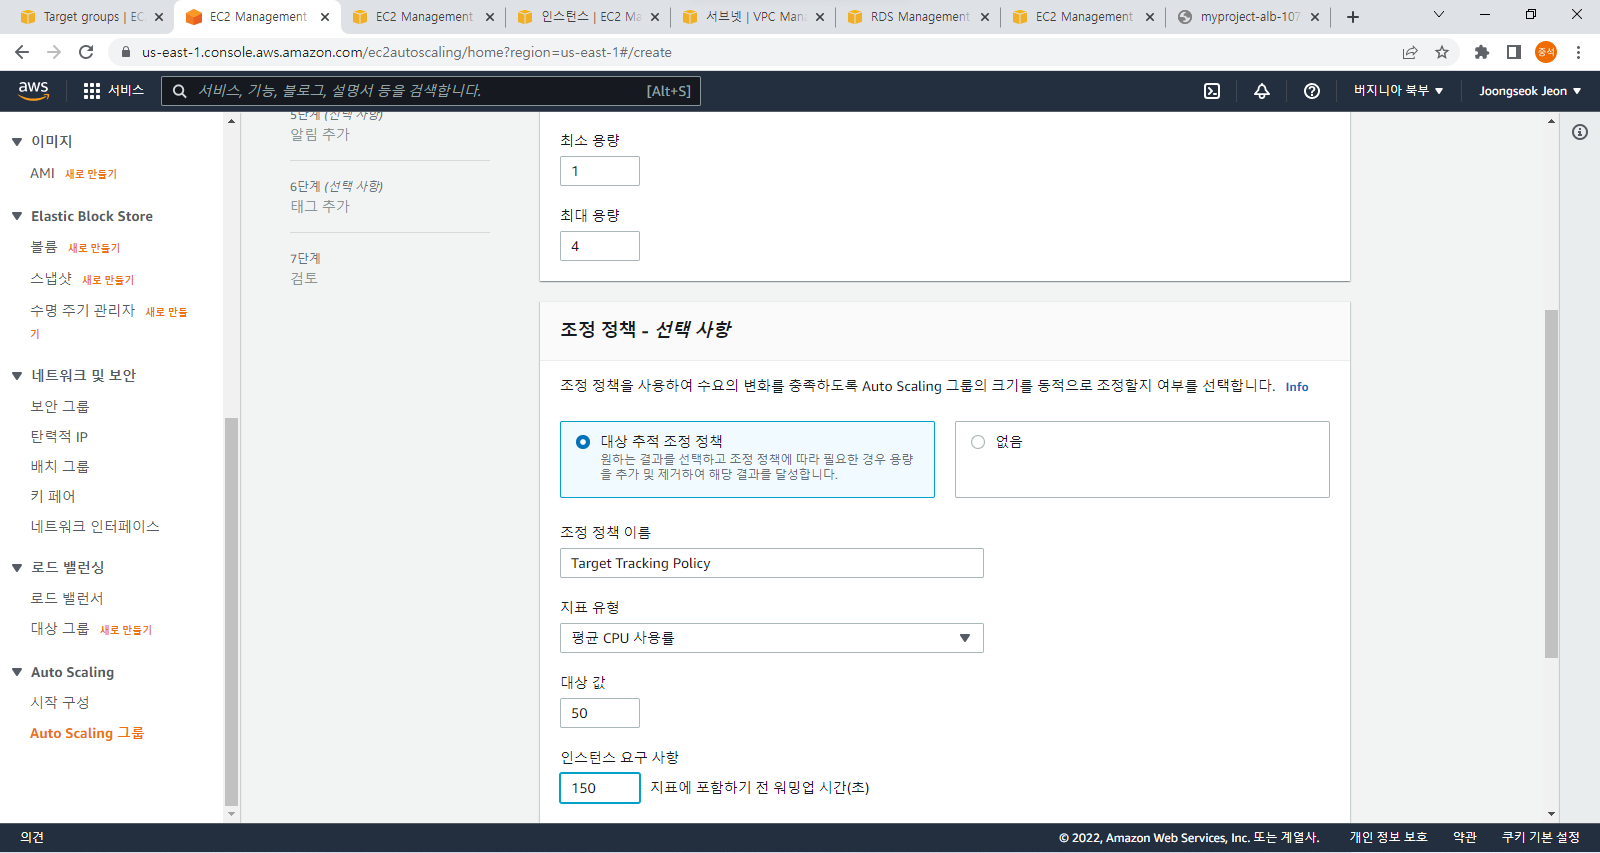 Target groups | EC
EC2 Management
EC2 Management
인스턴스 | EC2 Ma
서브넷 | VPC Man
RDS Management
EC2 Management
myproject-alb-107
us-east-1.console.aws.amazon.com/ec2autoscaling/home?region=us-east-1#/create
중석
aws
서비스
서비스, 기능, 블로그, 설명서 등을 검색합니다.
[Alt+S]
버지니아 북부
Joongseok Jeon
이미지
AMI 새로 만들기
Elastic Block Store
볼륨 새로 만들기
스냅샷 새로 만들기
수명 주기 관리자 새로 만들
기
네트워크 및 보안
보안 그룹
탄력적 IP
배치 그룹
키 페어
네트워크 인터페이스
로드 밸런싱
로드 밸런서
대상 그룹 새로 만들기
Auto Scaling
시작 구성
Auto Scaling 그룹
5단계 (선택 사항)
알림 추가
6단계 (선택 사항)
태그 추가
7단계
검토
최소 용량
1
최대 용량
4
조정 정책 - 선택 사항
조정 정책을 사용하여 수요의 변화를 충족하도록 Auto Scaling 그룹의 크기를 동적으로 조정할지 여부를 선택합니다. Info
대상 추적 조정 정책
원하는 결과를 선택하고 조정 정책에 따라 필요한 경우 용량
을 추가 및 제거하여 해당 결과를 달성합니다.
없음
조정 정책 이름
Target Tracking Policy
지표 유형
평균 CPU 사용률
대상 값
50
인스턴스 요구 사항
150 지표에 포함하기 전 워밍업 시간(초)
의견
© 2022, Amazon Web Services, Inc. 또는 계열사.
개인 정보 보호
약관
쿠키 기본 설정